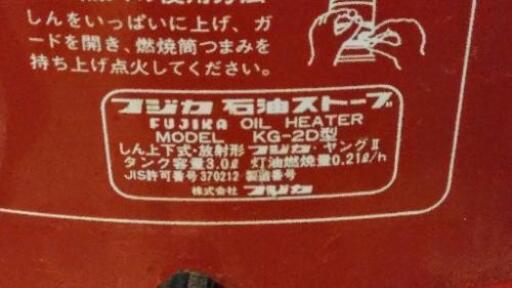 しんをいっぱいに上げ、ガ
ードを開き、燃焼筒つまみを
持ち上げ点火してください。
フジカ 石油ストーブ
FUJIKA OIL HEATER
MODEL KG-2D型
しん上下式・放射形 フジカ・ヤングⅡ
タンク容量3.0ℓ 灯油燃焼量0.21ℓ/h
JIS許可番号370212 製造番号
株式会社 フジカ